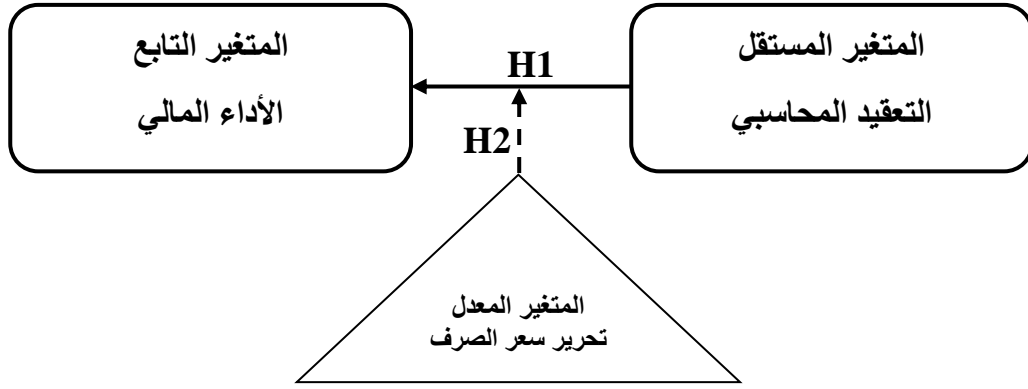 المتغير المستقل
التعقيد المحاسبي
H1
المتغير التابع
الأداء المالي
H2
المتغير المعدل
تحرير سعر الصرف